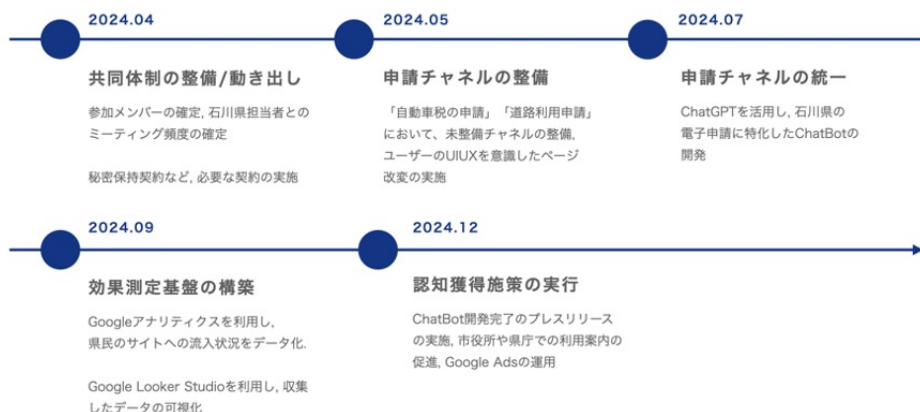 2024.04
2024.05
2024.07
共同体制の整備/動き出し
申請チャネルの整備
申請チャネルの統一
参加メンバーの確定, 石川県担当者との
ミーティング頻度の確定
秘密保持契約など, 必要な契約の実施
「自動車税の申請」「道路利用申請」
において、未整備チャネルの整備,
ユーザーのUIUXを意識したページ
改変の実施
ChatGPTを活用し, 石川県の
電子申請に特化したChatBotの
開発
2024.09
2024.12
効果測定基盤の構築
認知獲得施策の実行
Googleアナリティクスを利用し,
県民のサイトへの流入状況をデータ化.
Google Looker Studioを利用し, 収集
したデータの可視化
ChatBot開発完了のプレスリリース
の実施, 市役所や県庁での利用案内の
促進, Google Adsの運用